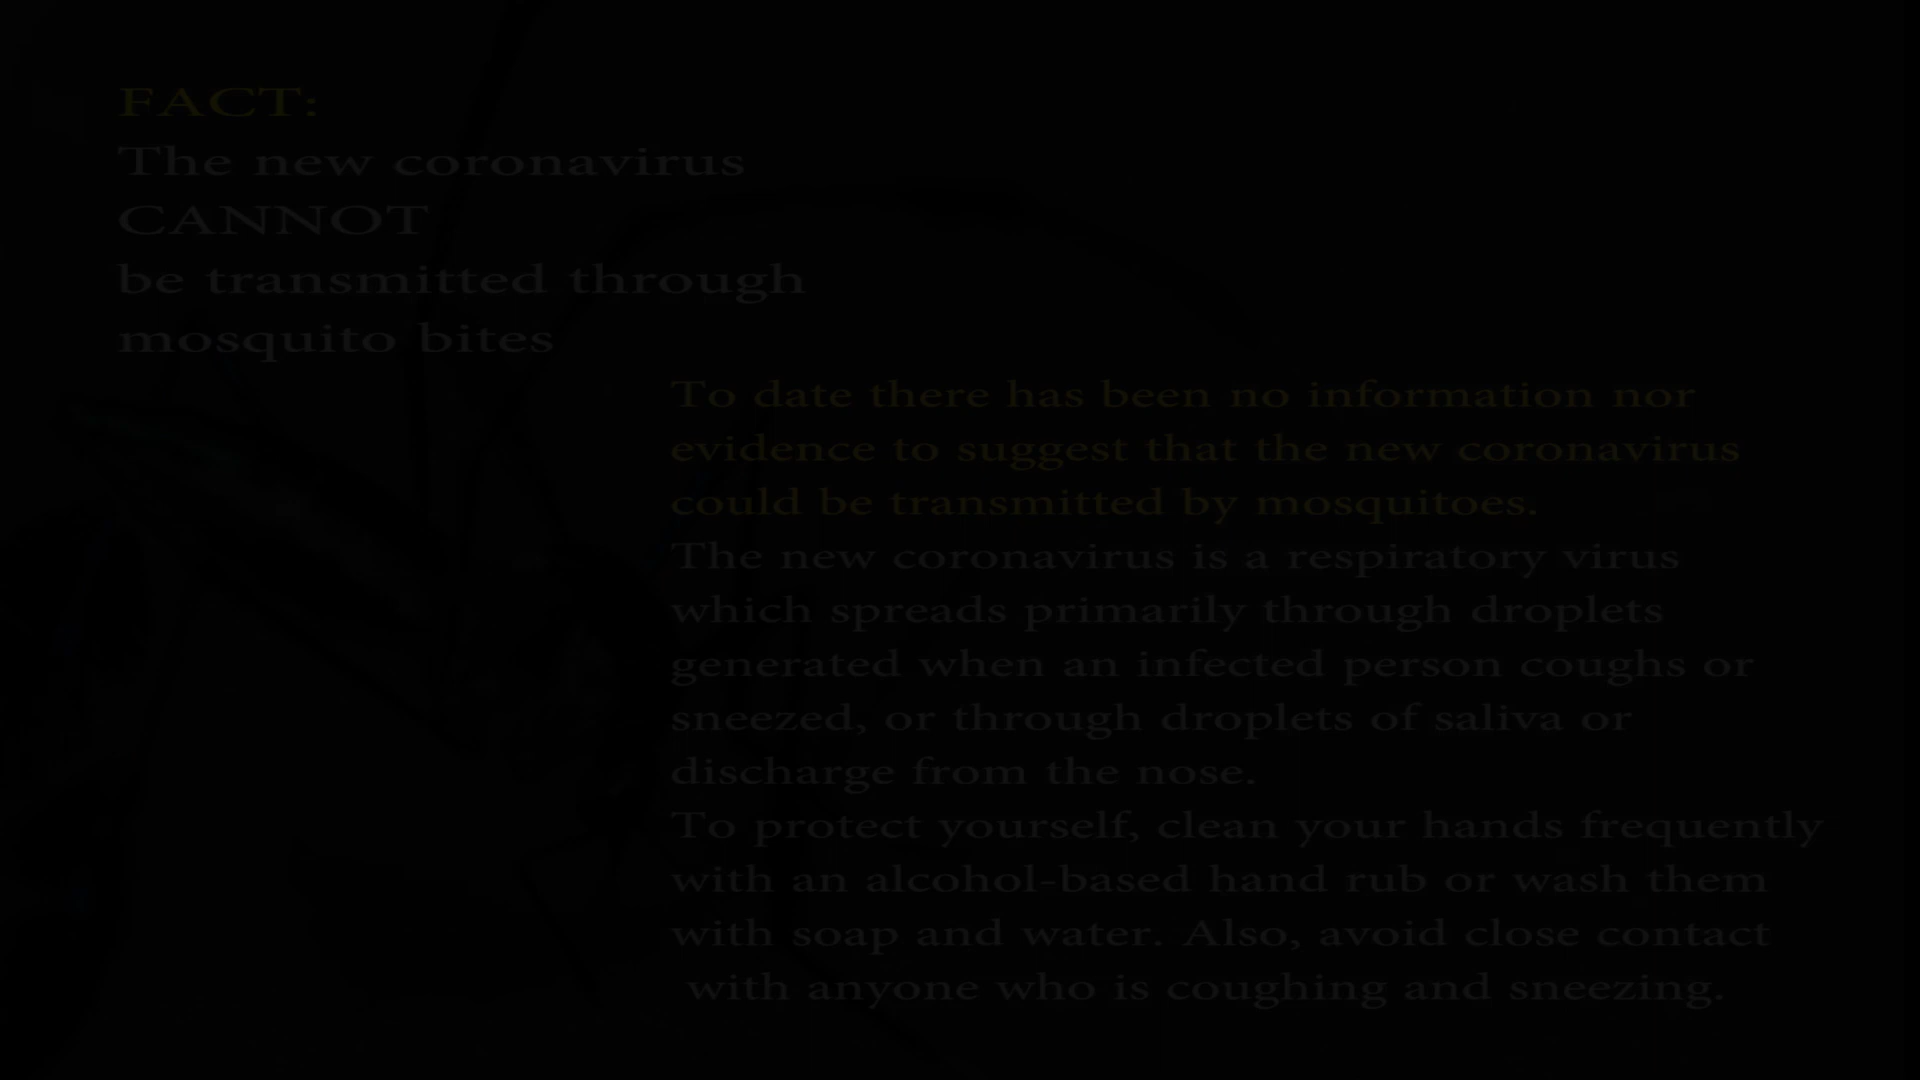 FACT:
The new coronavirus
CANNOT
be transmitted through
mosquito bites
To date there has been no information nor
evidence to suggest that the new coronavirus
could be transmitted by mosquitoes.
The new coronavirus is a respiratory virus
which spreads primarily through droplets
generated when an infected person coughs or
sneezed, or through droplets of saliva or
discharge from the nose.
To protect yourself, clean your hands frequently
with an alcohol-based hand rub or wash them
with soap and water. Also, avoid close contact
with anyone who is coughing and sneezing.